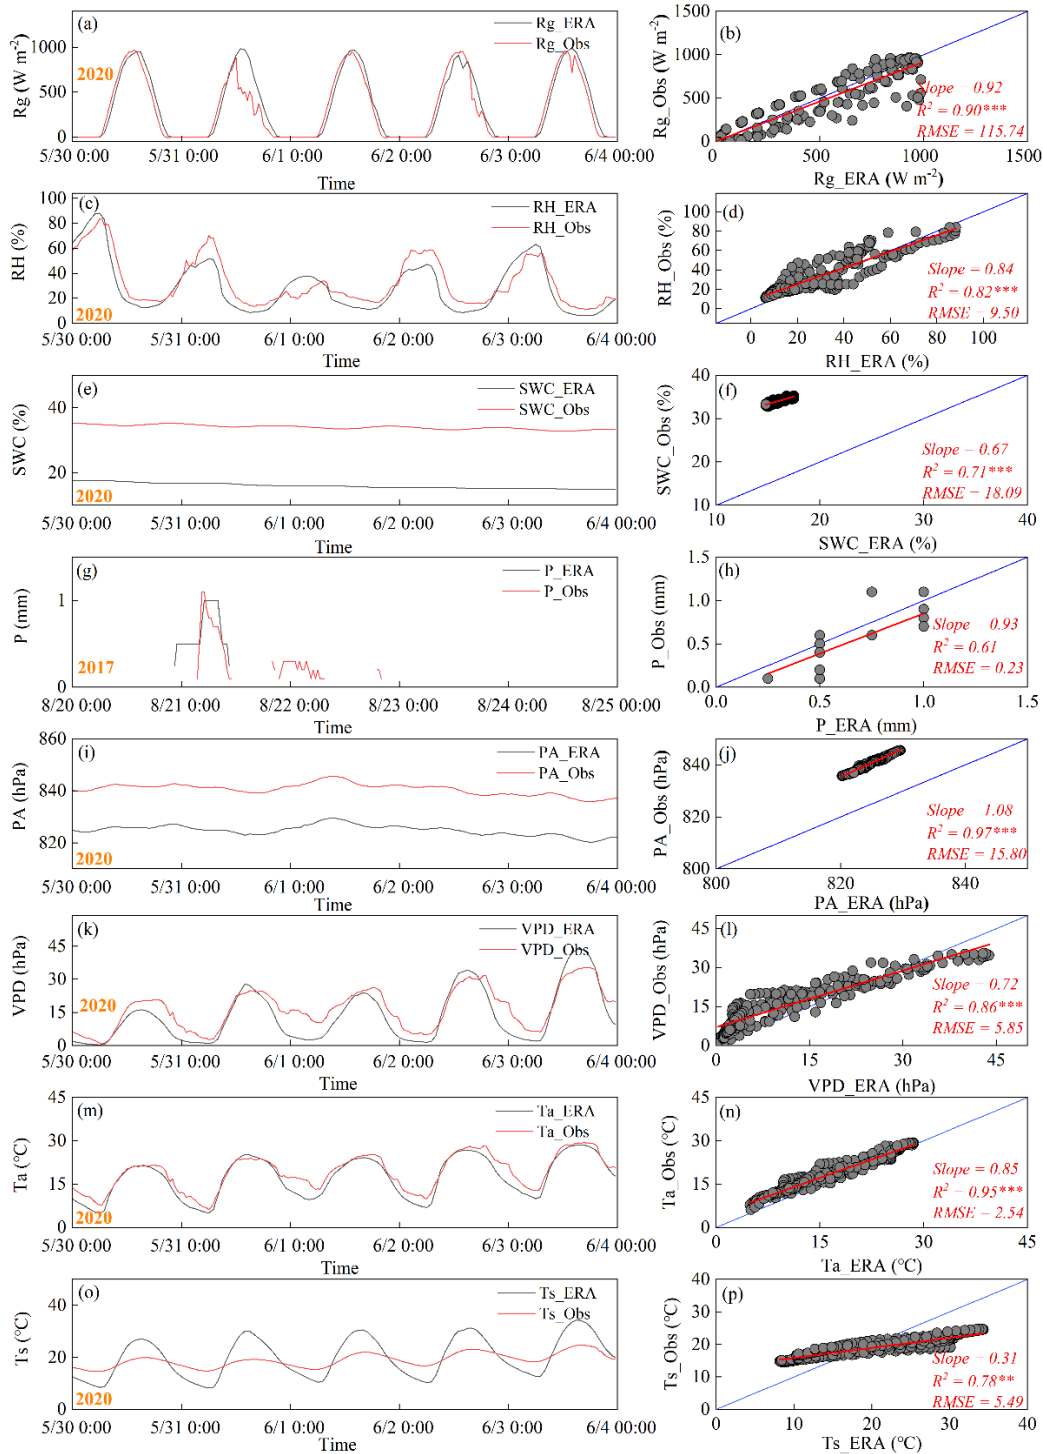 (a)
Rg_ERA
Rg_Obs
2020
Rg (W m-2)
1000
500
0
5/30 0:00 5/31 0:00 6/1 0:00 6/2 0:00 6/3 0:00 6/4 00:00
Time
(b)
Rg_Obs (W m-2)
1500
1000
500
0
Slope = 0.92
R2 = 0.90***
RMSE = 115.74
500 1000 1500
Rg_ERA (W m-2)
(c)
RH_ERA
RH_Obs
2020
RH (%)
100
80
60
40
20
0
5/30 0:00 5/31 0:00 6/1 0:00 6/2 0:00 6/3 0:00 6/4 00:00
Time
(d)
RH_Obs (%)
100
80
60
40
20
0
Slope = 0.84
R2 = 0.82***
RMSE = 9.50
0 20 40 60 80 100
RH_ERA (%)
(e)
SWC_ERA
SWC_Obs
2020
SWC (%)
40
20
5/30 0:00 5/31 0:00 6/1 0:00 6/2 0:00 6/3 0:00 6/4 00:00
Time
(f)
SWC_Obs (%)
40
30
20
10
Slope = 0.67
R2 = 0.71***
RMSE = 18.09
10 20 30 40
SWC_ERA (%)
(g)
P_ERA
P_Obs
2017
P (mm)
1
0
8/20 0:00 8/21 0:00 8/22 0:00 8/23 0:00 8/24 0:00 8/25 00:00
Time
(h)
P_Obs (mm)
1.5
1.0
0.5
0.0
Slope = 0.93
R2 = 0.61
RMSE = 0.23
0.0 0.5 1.0 1.5
P_ERA (mm)
(i)
PA_ERA
PA_Obs
2020
PA (hPa)
860
840
820
5/30 0:00 5/31 0:00 6/1 0:00 6/2 0:00 6/3 0:00 6/4 00:00
Time
(j)
PA_Obs (hPa)
840
820
800
Slope = 1.08
R2 = 0.97***
RMSE = 15.80
800 820 840
PA_ERA (hPa)
(k)
VPD_ERA
VPD_Obs
2020
VPD (hPa)
45
30
15
0
5/30 0:00 5/31 0:00 6/1 0:00 6/2 0:00 6/3 0:00 6/4 00:00
Time
(l)
VPD_Obs (hPa)
45
30
15
0
Slope = 0.72
R2 = 0.86***
RMSE = 5.85
0 15 30 45
VPD_ERA (hPa)
(m)
Ta_ERA
Ta_Obs
2020
Ta (°C)
45
30
15
0
5/30 0:00 5/31 0:00 6/1 0:00 6/2 0:00 6/3 0:00 6/4 00:00
Time
(n)
Ta_Obs (°C)
45
30
15
0
Slope = 0.85
R2 = 0.95***
RMSE = 2.54
0 15 30 45
Ta_ERA (°C)
(o)
Ts_ERA
Ts_Obs
2020
Ts (°C)
40
20
0
5/30 0:00 5/31 0:00 6/1 0:00 6/2 0:00 6/3 0:00 6/4 00:00
Time
(p)
Ts_Obs (°C)
40
30
20
10
0
Slope = 0.31
R2 = 0.78**
RMSE = 5.49
0 10 20 30 40
Ts_ERA (°C)